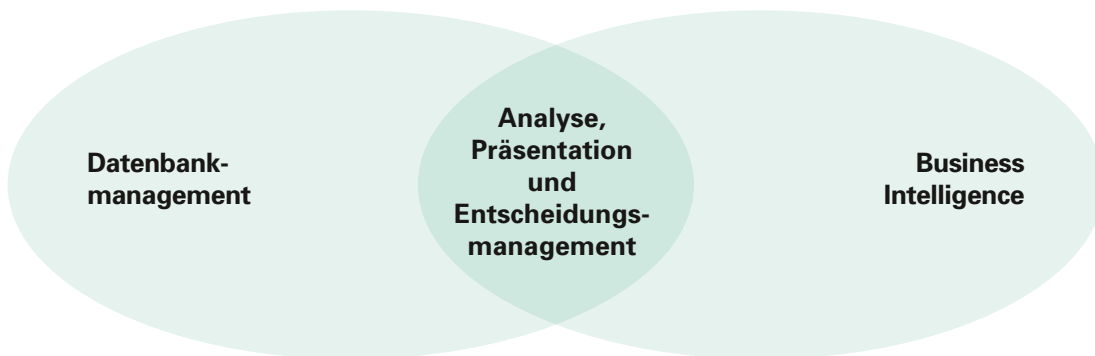 Datenbank-
management
Analyse,
Präsentation
und
Entscheidungs-
management
Business
Intelligence